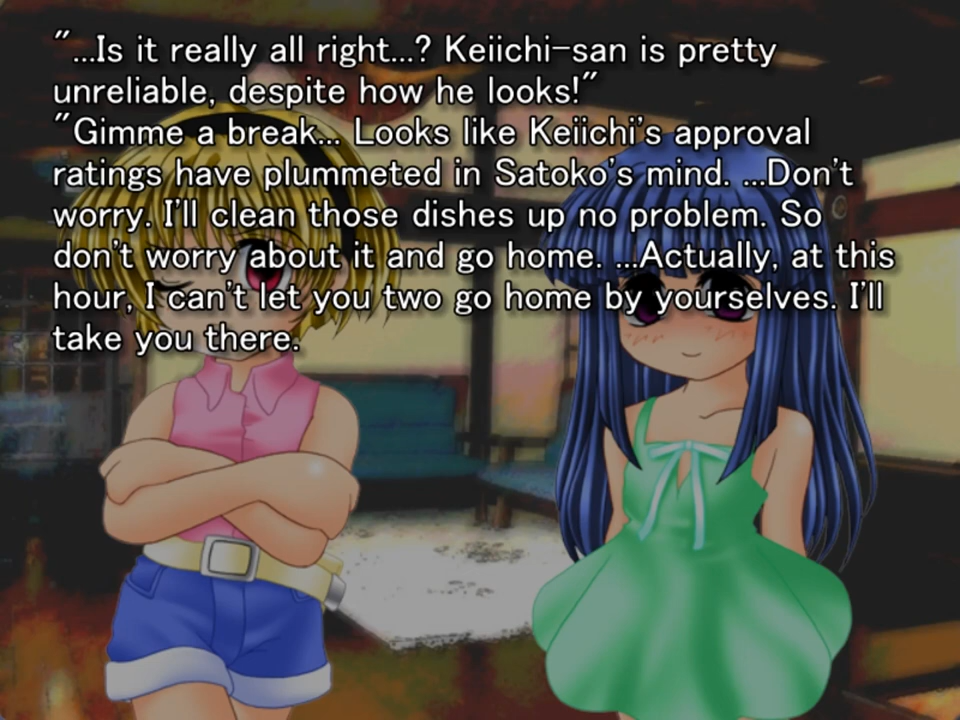 "...Is it really all right...? Keiichi-san is pretty
unreliable, despite how he looks!"
"Gimme a break... Looks like Keiichi's approval
ratings have plummeted in Satoko's mind. ...Don't
worry. I'll clean those dishes up no problem. So
don't worry about it and go home. ...Actually, at this
hour, I can't let you two go home by yourselves. I'll
take you there.